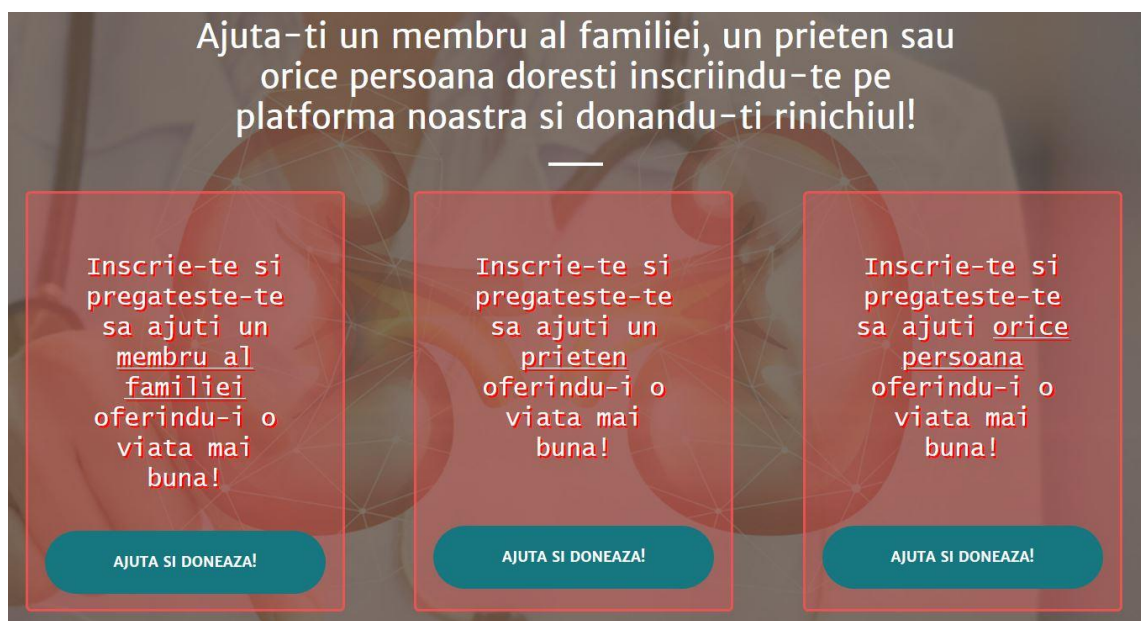 Ajuta-ti un membru al familiei, un prieten sau
orice persoana doresti inscriindu-te pe
platforma noastra si donandu-ti rinichiul!
Inscrie-te si
pregateste-te
sa ajuti un
membru al
familiei
oferindu-i o
viata mai
buna!
AJUTA SI DONEAZA!
Inscrie-te si
pregateste-te
sa ajuti un
prieten
oferindu-i o
viata mai
buna!
AJUTA SI DONEAZA!
Inscrie-te si
pregateste-te
sa ajuti orice
persoana
oferindu-i o
viata mai
buna!
AJUTA SI DONEAZA!